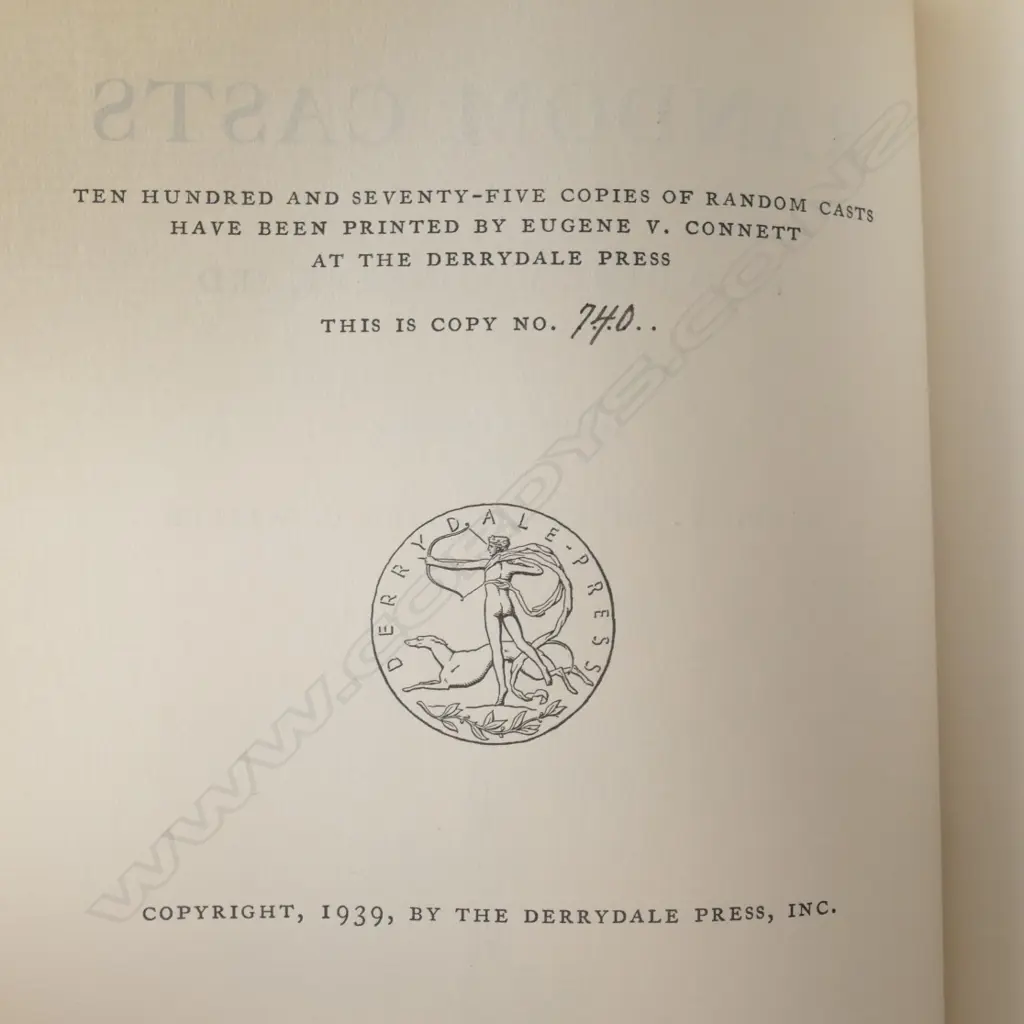 TEN HUNDRED AND SEVENTY-FIVE COPIES OF RANDOM CASTS
HAVE BEEN PRINTED BY EUGENE V. CONNETT
AT THE DERRYDALE PRESS
THIS IS COPY NO. 740..
DERRYDALE-PRESS
COPYRIGHT, 1939, BY THE DERRYDALE PRESS, INC.